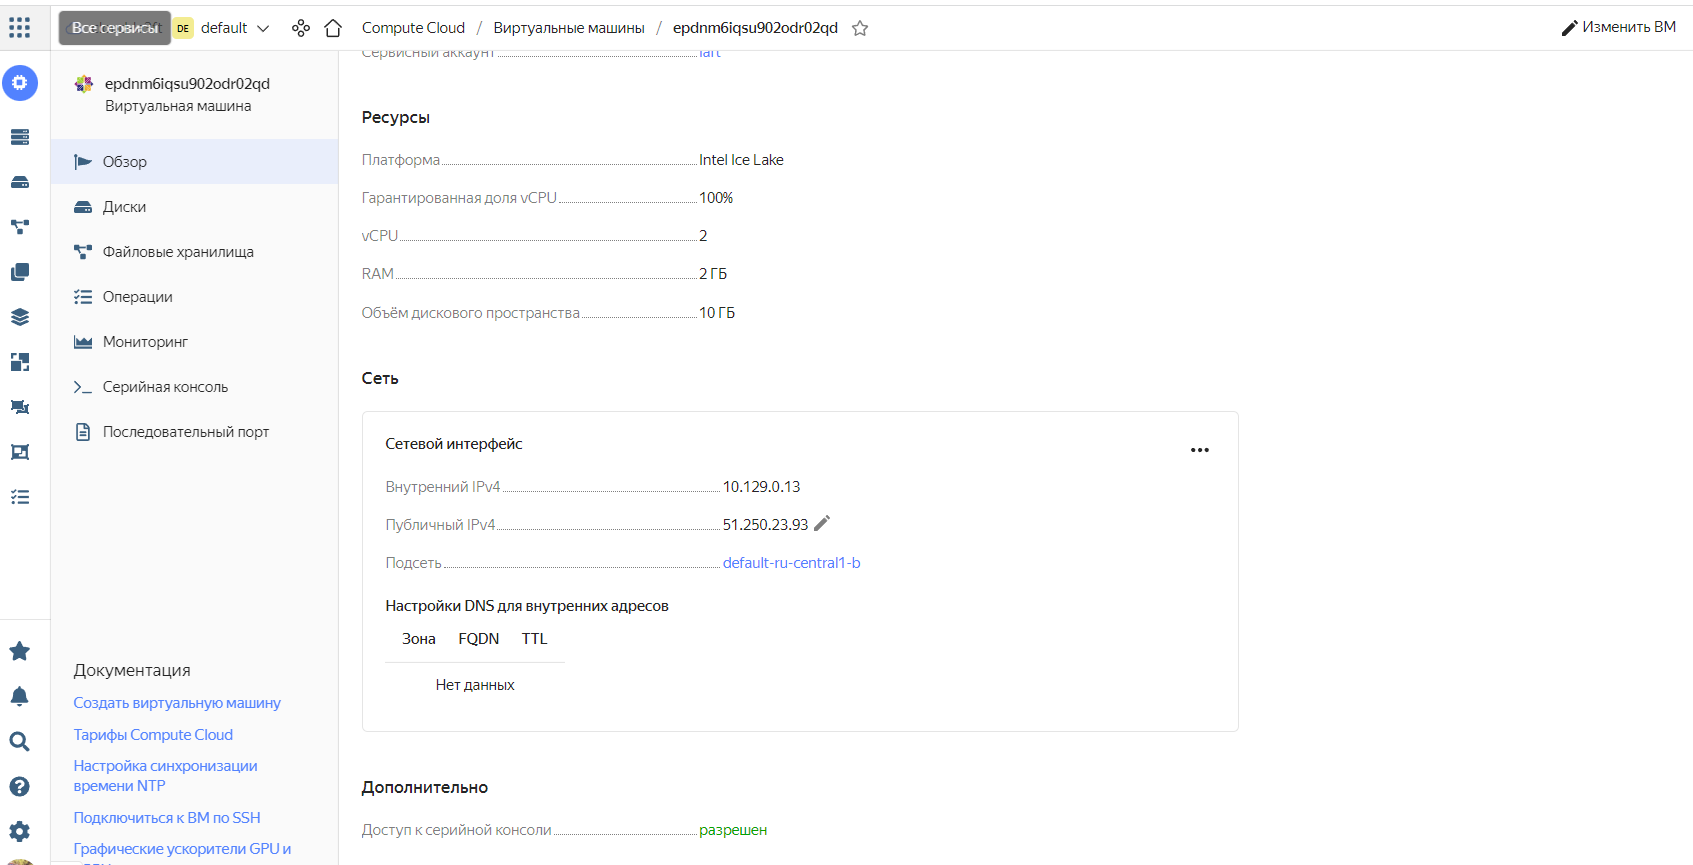 Все сервисы
DE
default
Compute Cloud / Виртуальные машины / epdnm6iqsu902odr02qd
Изменить ВМ
epdnm6iqsu902odr02qd
Виртуальная машина
Обзор
Диски
Файловые хранилища
Операции
Мониторинг
Серийная консоль
Последовательный порт
Документация
Создать виртуальную машину
Тарифы Compute Cloud
Настройка синхронизации
времени NTP
Подключиться к ВМ по SSH
Графические ускорители GPU и
Сервисный аккаунт
Ресурсы
Платформа Intel Ice Lake
Гарантированная доля vCPU 100%
vCPU 2
RAM 2 ГБ
Объём дискового пространства 10 ГБ
Сеть
Сетевой интерфейс
Внутренний IPv4 10.129.0.13
Публичный IPv4 51.250.23.93
Подсеть default-ru-central1-b
Настройки DNS для внутренних адресов
Зона FQDN TTL
Нет данных
Дополнительно
Доступ к серийной консоли разрешен